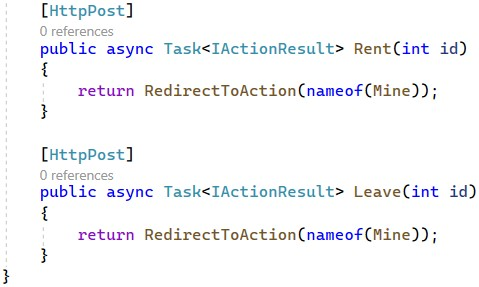 [HttpPost]
0 references
public async Task<IActionResult> Rent(int id)
{
return RedirectToAction(nameof(Mine));
}
[HttpPost]
0 references
public async Task<IActionResult> Leave(int id)
{
return RedirectToAction(nameof(Mine));
}
}